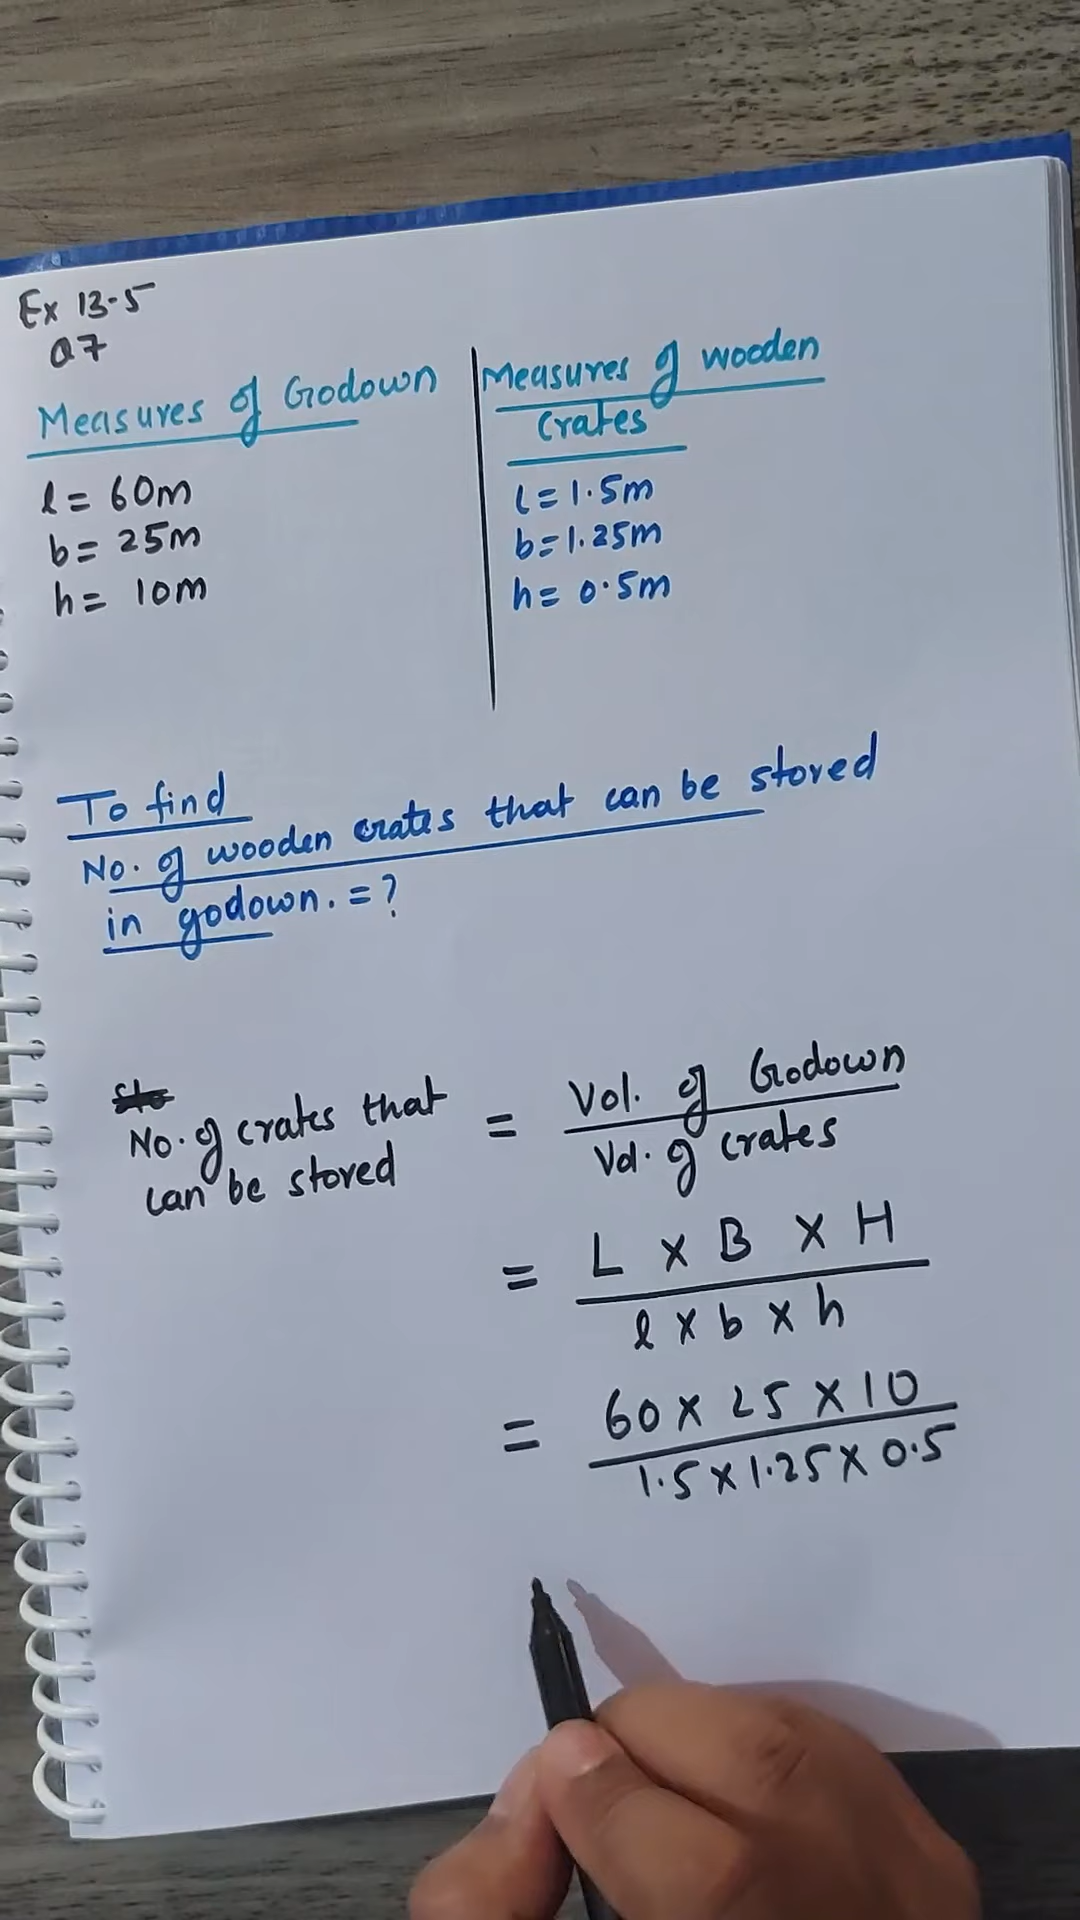 Ex 13.5
Q7
Measures of Godown
l = 60m
b = 25m
h = 10m
Measures of wooden
crates
l = 1.5m
b = 1.25m
h = 0.5m
To find
No. of wooden crates that can be stored
in godown. = ?
No. of crates that
can be stored
= Vol. of Godown
Vol. of crates
= L × B × H
l × b × h
= 60 × 25 × 10
1.5 × 1.25 × 0.5